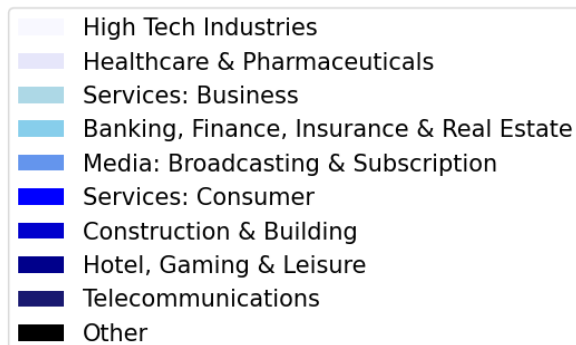 High Tech Industries
Healthcare & Pharmaceuticals
Services: Business
Banking, Finance, Insurance & Real Estate
Media: Broadcasting & Subscription
Services: Consumer
Construction & Building
Hotel, Gaming & Leisure
Telecommunications
Other